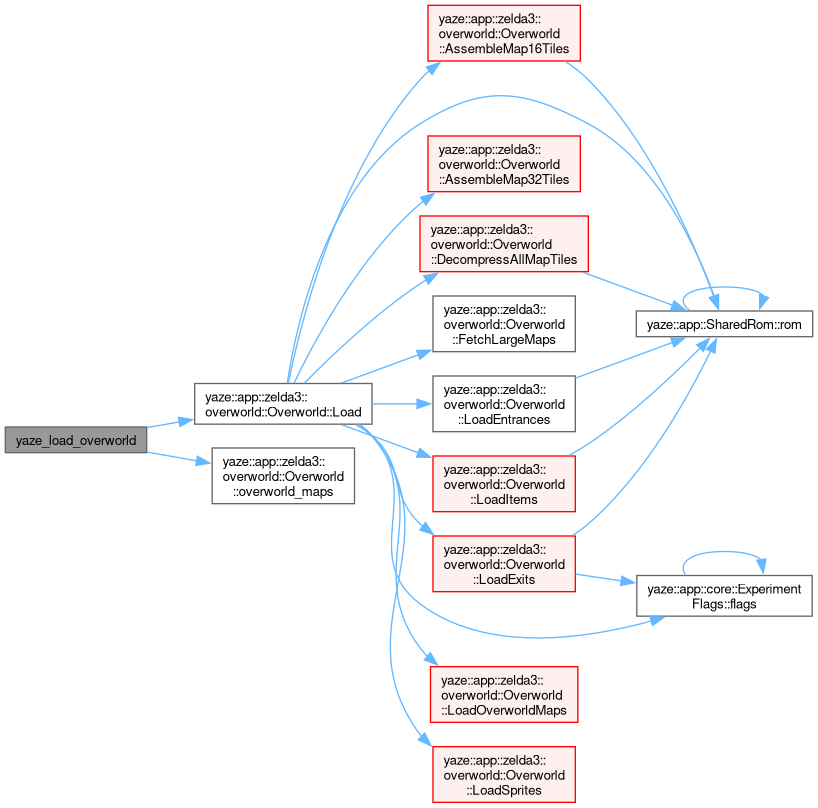 yaze_load_overworld
yaze::app::zelda3::
overworld::Overworld::Load
yaze::app::zelda3::
overworld::Overworld
::overworld_maps
yaze::app::zelda3::
overworld::Overworld
::AssembleMap16Tiles
yaze::app::zelda3::
overworld::Overworld
::AssembleMap32Tiles
yaze::app::zelda3::
overworld::Overworld
::DecompressAllMapTiles
yaze::app::zelda3::
overworld::Overworld
::FetchLargeMaps
yaze::app::zelda3::
overworld::Overworld
::LoadEntrances
yaze::app::zelda3::
overworld::Overworld
::LoadItems
yaze::app::zelda3::
overworld::Overworld
::LoadExits
yaze::app::zelda3::
overworld::Overworld
::LoadOverworldMaps
yaze::app::zelda3::
overworld::Overworld
::LoadSprites
yaze::app::SharedRom::rom
yaze::app::core::Experiment
Flags::flags